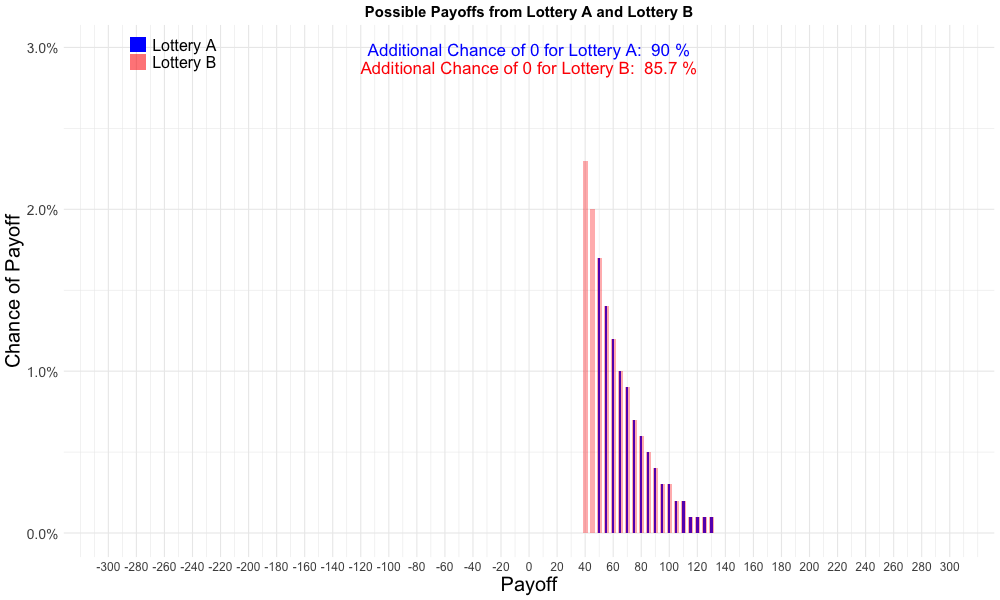 Possible Payoffs from Lottery A and Lottery B
Lottery A
Lottery B
Additional Chance of 0 for Lottery A: 90 %
Additional Chance of 0 for Lottery B: 85.7 %
3.0%
2.0%
1.0%
0.0%
Chance of Payoff
-300 -280 -260 -240 -220 -200 -180 -160 -140 -120 -100 -80 -60 -40 -20 0 20 40 60 80 100 120 140 160 180 200 220 240 260 280 300
Payoff